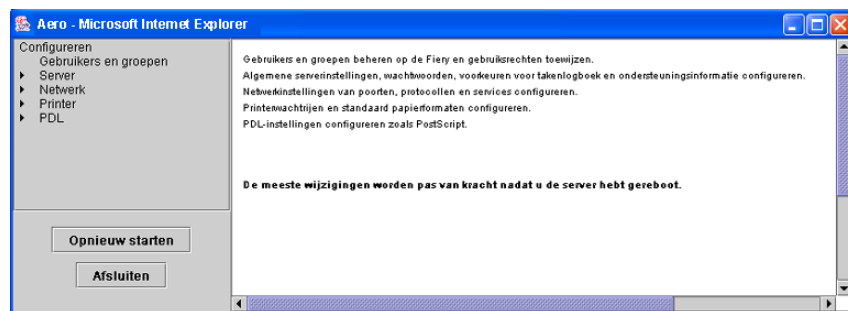 Aero - Microsoft Internet Explorer
Configureren
Gebruikers en groepen
Server
Netwerk
Printer
PDL
Opnieuw starten
Afsluiten
Gebruikers en groepen beheren op de Fiery en gebruiksrechten toewijzen.
Algemene serverinstellingen, wachtwoorden, voorkeuren voor takenlogboek en ondersteuningsinformatie configureren.
Netwerkinstellingen van poorten, protocollen en services configureren.
Printerwachtrijen en standaard papierformaten configureren.
PDL-instellingen configureren zoals PostScript.
De meeste wijzigingen worden pas van kracht nadat u de server hebt gereboot.